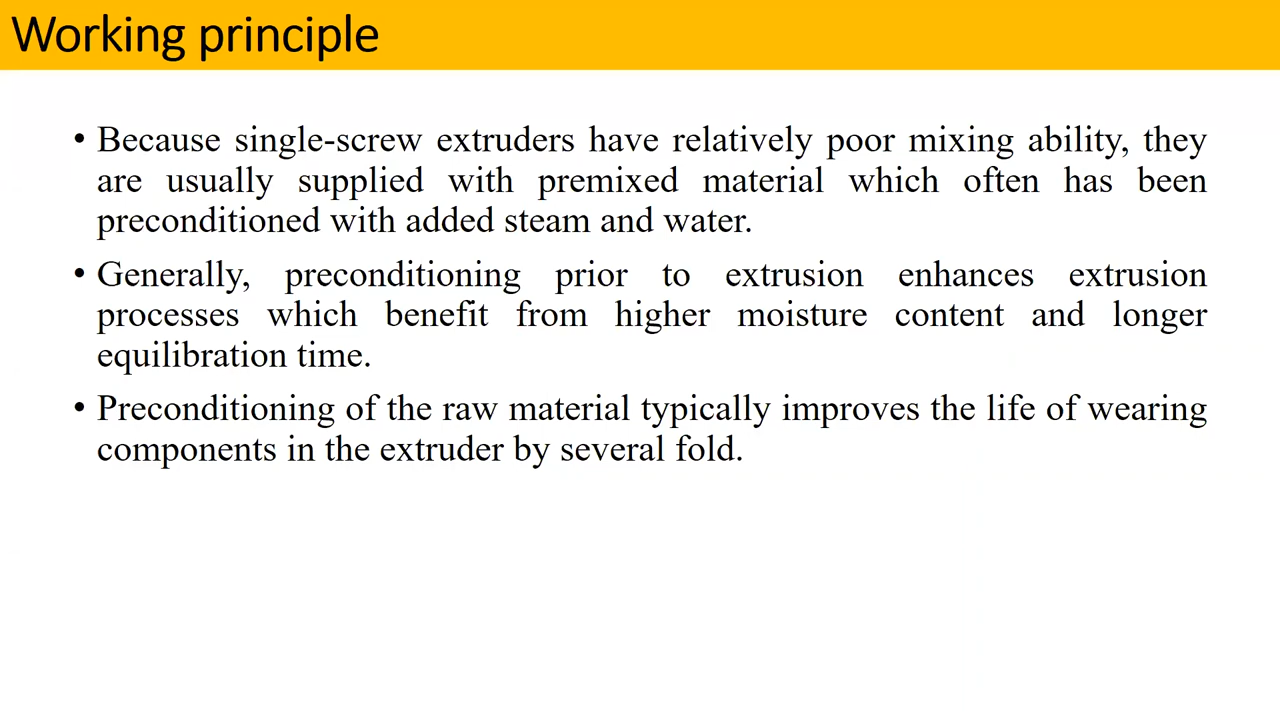 Working principle
• Because single-screw extruders have relatively poor mixing ability, they
are usually supplied with premixed material which often has been
preconditioned with added steam and water.
• Generally, preconditioning prior to extrusion enhances extrusion
processes which benefit from higher moisture content and longer
equilibration time.
• Preconditioning of the raw material typically improves the life of wearing
components in the extruder by several fold.